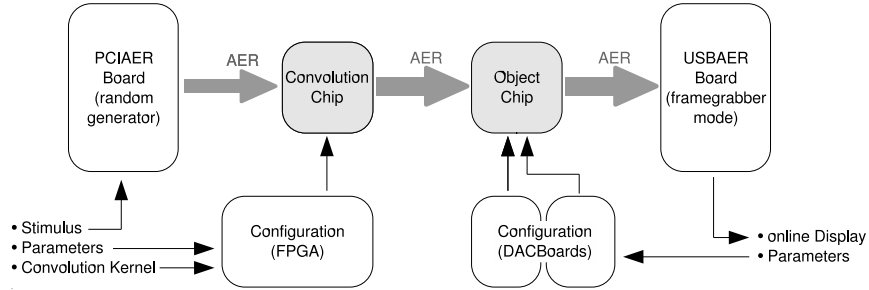 PCIAER
Board
(random
generator)
AER
Convolution
Chip
AER
Object
Chip
AER
USBAER
Board
(framegrabber
mode)
• Stimulus
• Parameters
• Convolution Kernel
Configuration
(FPGA)
Configuration
(DACBoards)
• online Display
• Parameters